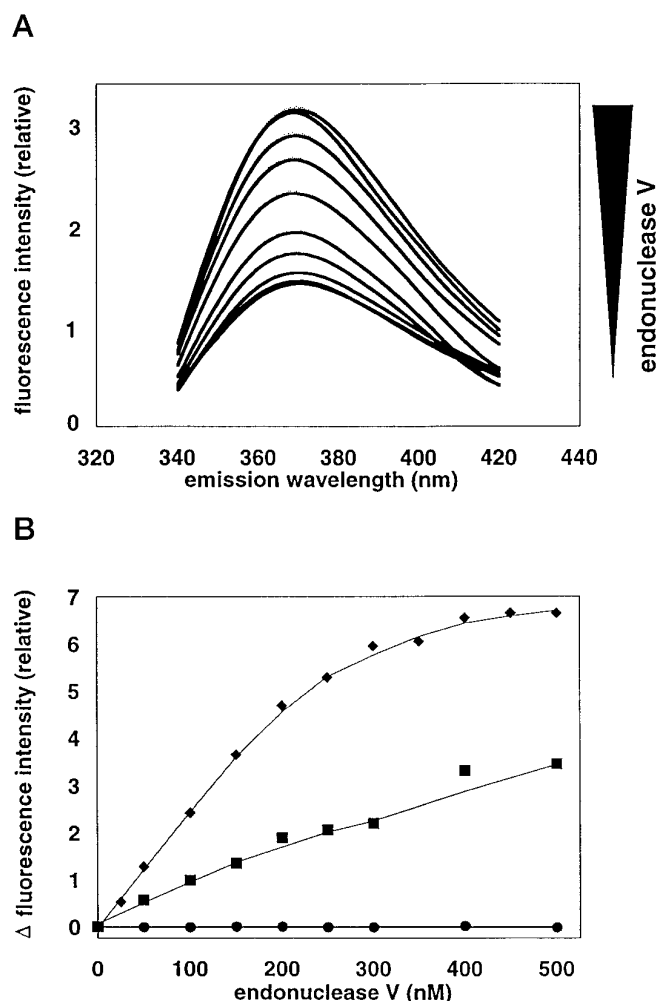 A
fluorescence intensity (relative)
3
2
1
0
320 340 360 380 400 420 440
emission wavelength (nm)
endonuclease V
B
Δ fluorescence intensity (relative)
7
6
5
4
3
2
1
0
0 100 200 300 400 500
endonuclease V (nM)